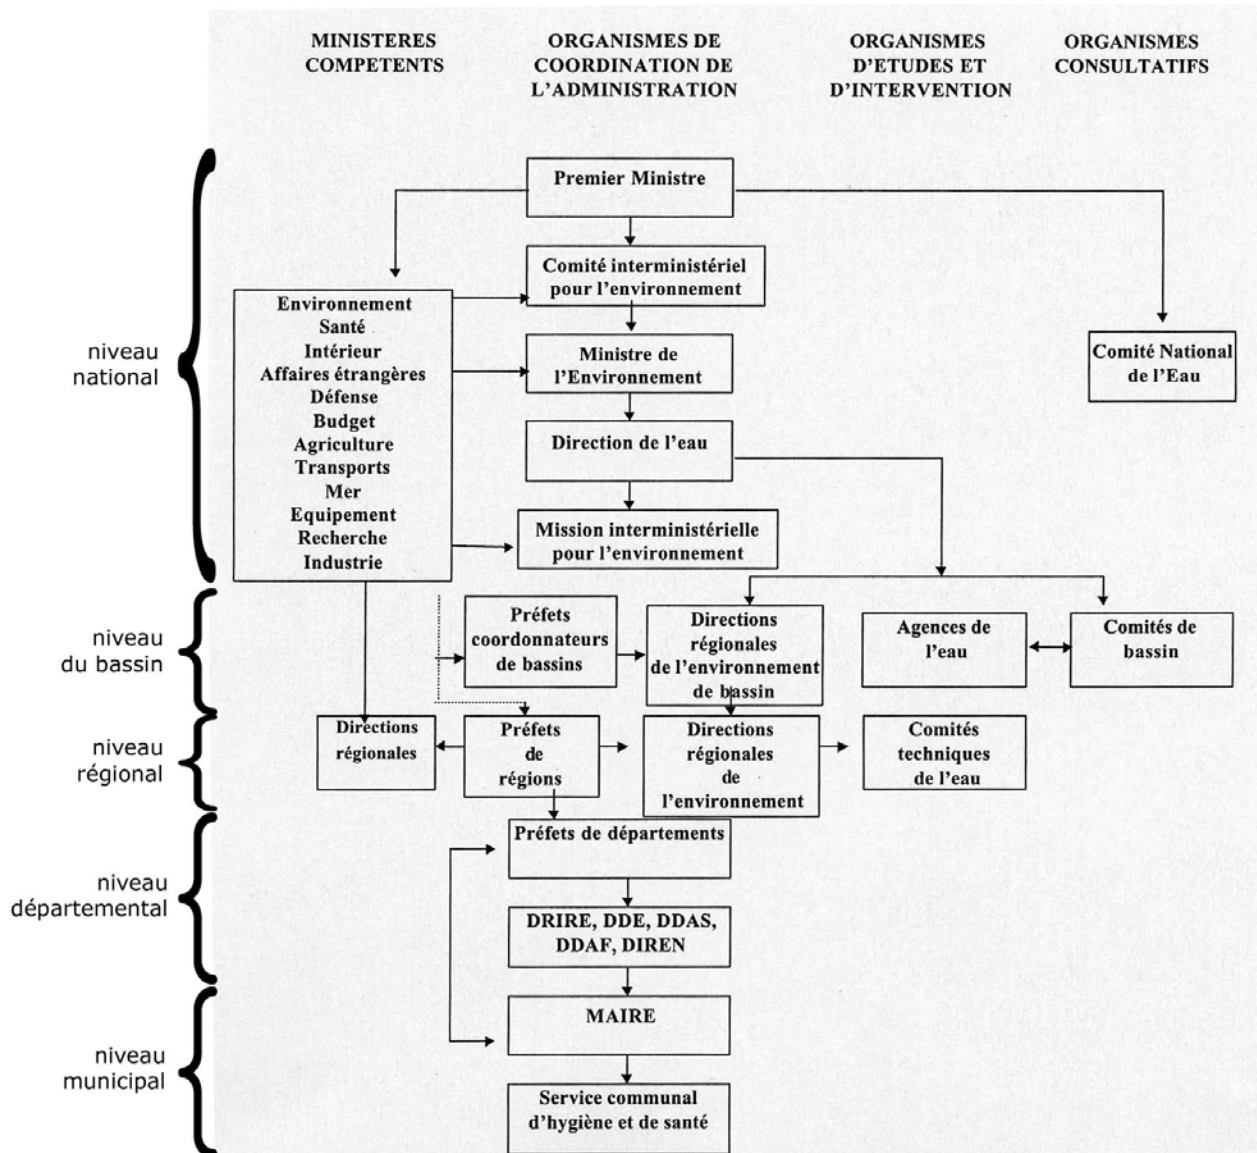 MINISTERES
COMPETENTS
ORGANISMES DE
COORDINATION DE
L'ADMINISTRATION
ORGANISMES
D'ETUDES ET
D'INTERVENTION
ORGANISMES
CONSULTATIFS
niveau
national
Premier Ministre
Comité interministériel
pour l'environnement
Environnement
Santé
Intérieur
Affaires étrangères
Défense
Budget
Agriculture
Transports
Mer
Equipement
Recherche
Industrie
Ministre de
l'Environnement
Comité National
de l'Eau
Direction de l'eau
Mission interministérielle
pour l'environnement
niveau
du bassin
Préfets
coordonnateurs
de bassins
Directions
régionales
de l'environnement
de bassin
Agences de
l'eau
Comités de
bassin
niveau
régional
Directions
régionales
Préfets
de
régions
Directions
régionales
de
l'environnement
Comités
techniques
de l'eau
niveau
départemental
Préfets de départements
DRIRE, DDE, DDAS,
DDAF, DIREN
niveau
municipal
MAIRE
Service communal
d'hygiène et de santé